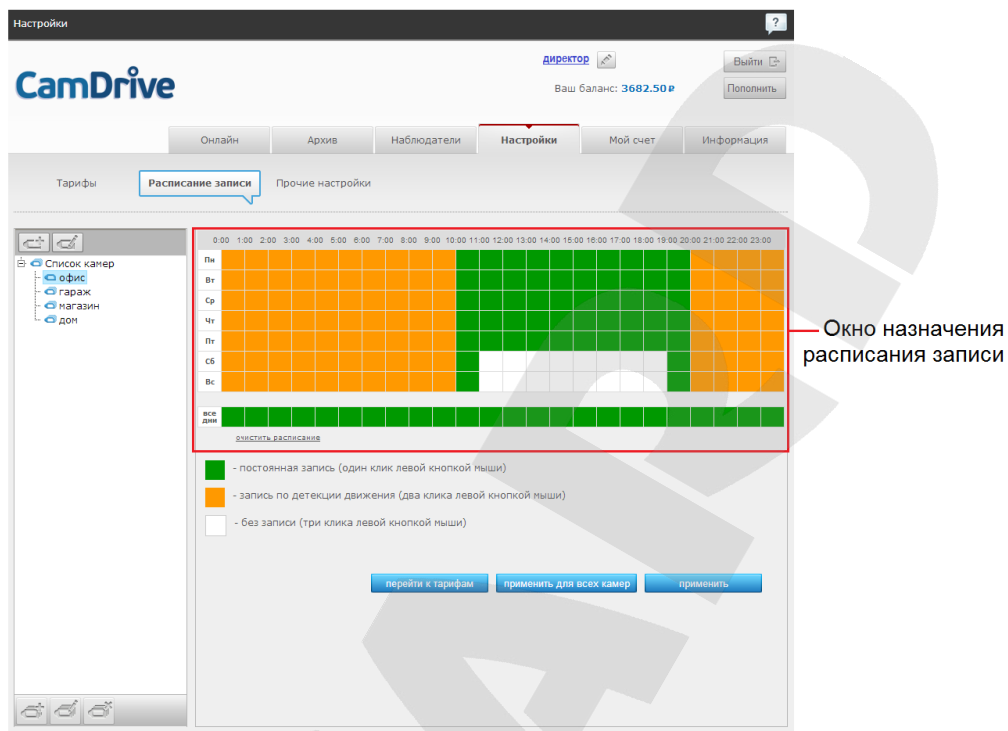 Настройки
?
CamDrive
директор
Выйти
Ваш баланс: 3682.50 ₽
Пополнить
Онлайн Архив Наблюдатели Настройки Мой счет Информация
Тарифы Расписание записи Прочие настройки
0:00 1:00 2:00 3:00 4:00 5:00 6:00 7:00 8:00 9:00 10:00 11:00 12:00 13:00 14:00 15:00 16:00 17:00 18:00 19:00 20:00 21:00 22:00 23:00
Список камер
офис
гараж
магазин
дом
Пн
Вт
Ср
Чт
Пт
Сб
Вс
все
дни
очистить расписание
Окно назначения
расписания записи
- постоянная запись (один клик левой кнопкой мыши)
- запись по детекции движения (два клика левой кнопкой мыши)
- без записи (три клика левой кнопкой мыши)
перейти к тарифам применить для всех камер применить